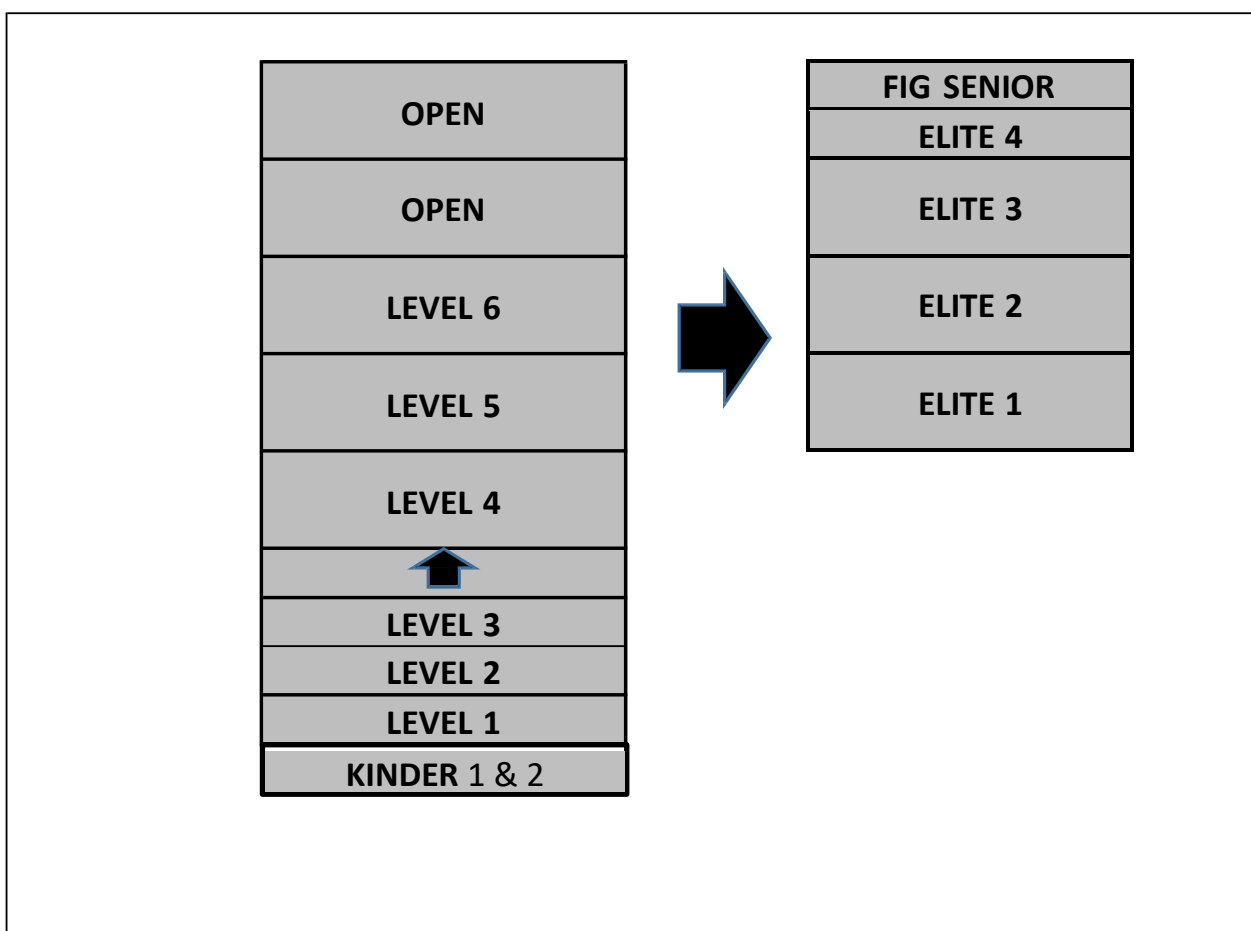 OPEN
OPEN
LEVEL 6
LEVEL 5
LEVEL 4
LEVEL 3
LEVEL 2
LEVEL 1
KINDER 1 & 2
FIG SENIOR
ELITE 4
ELITE 3
ELITE 2
ELITE 1